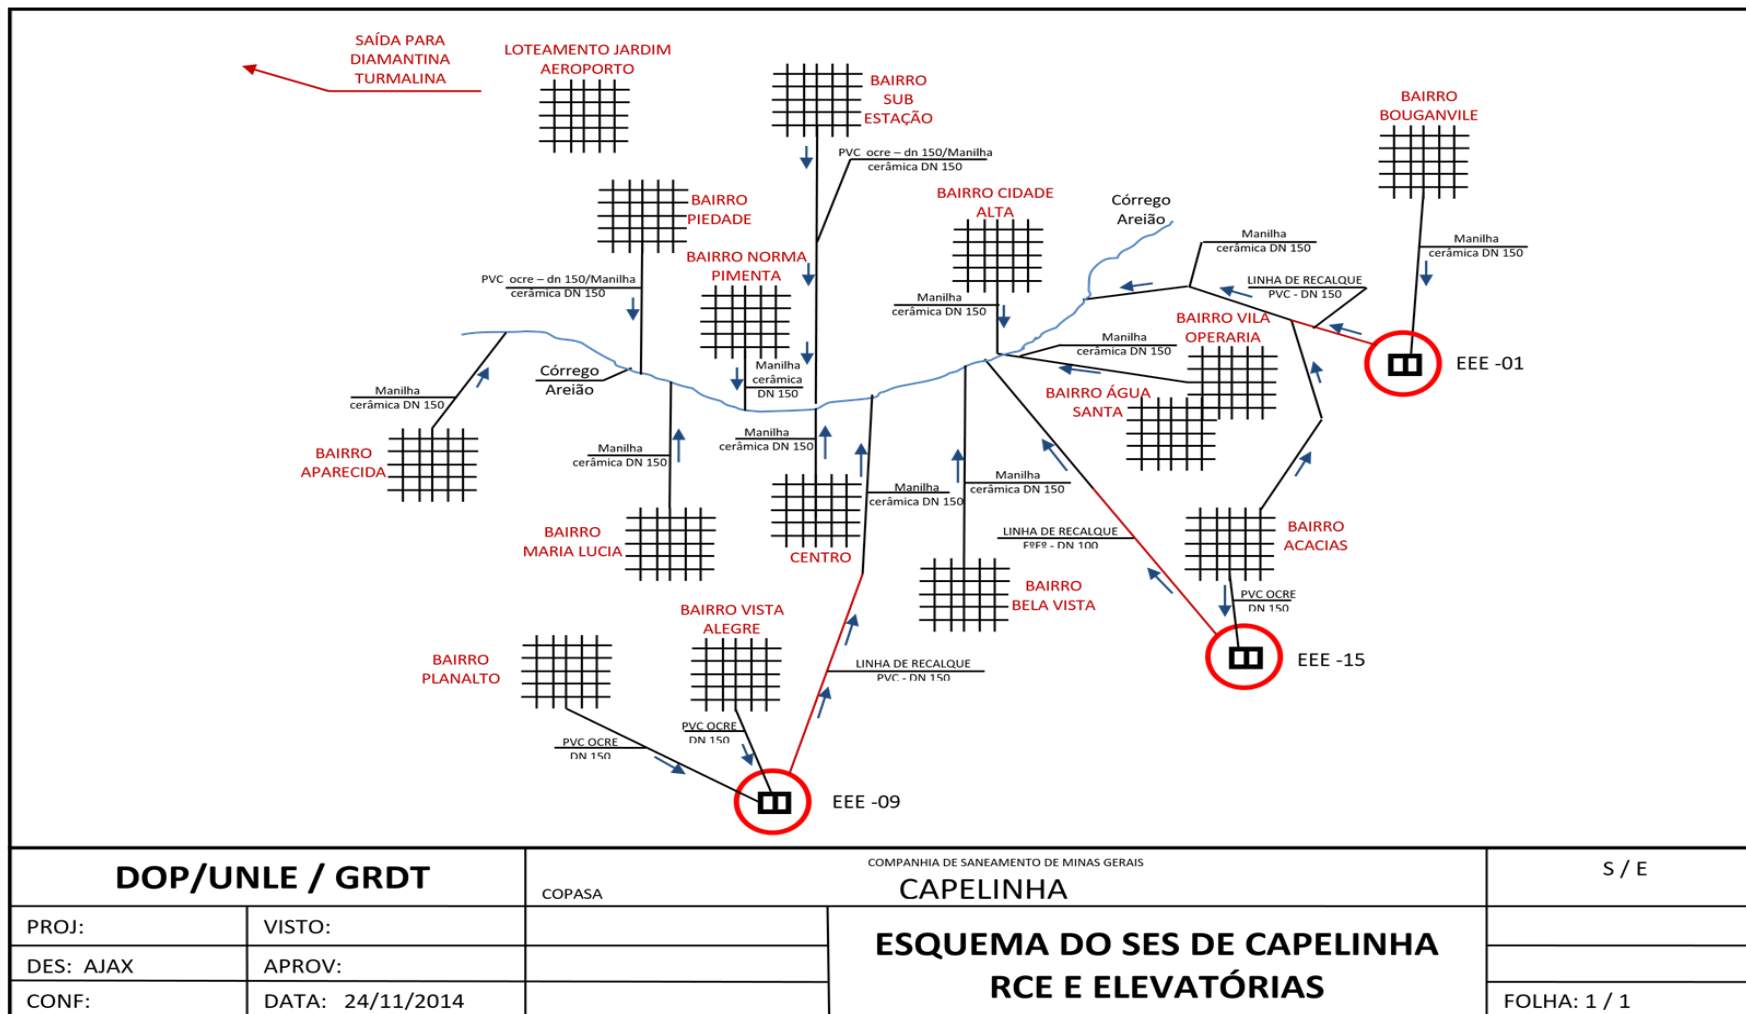 SAÍDA PARA
DIAMANTINA
TURMALINA
LOTEAMENTO JARDIM
AEROPORTO
BAIRRO
SUB
ESTAÇÃO
BAIRRO
BOUGANVILE
PVC ocre – dn 150/Manilha
cerâmica DN 150
BAIRRO
PIEDADE
BAIRRO CIDADE
ALTA
Córrego
Areião
Manilha
cerâmica DN 150
Manilha
cerâmica DN 150
BAIRRO NORMA
PIMENTA
PVC ocre – dn 150/Manilha
cerâmica DN 150
LINHA DE RECALQUE
PVC - DN 150
Manilha
cerâmica DN 150
BAIRRO VILA
OPERARIA
Manilha
cerâmica DN 150
EEE -01
Córrego
Areião
Manilha
cerâmica
DN 150
BAIRRO ÁGUA
SANTA
Manilha
cerâmica DN 150
Manilha
cerâmica DN 150
Manilha
cerâmica DN 150
BAIRRO
APARECIDA
Manilha
cerâmica DN 150
Manilha
cerâmica DN 150
BAIRRO
MARIA LUCIA
CENTRO
LINHA DE RECALQUE
FºFº - DN 100
BAIRRO
ACACIAS
BAIRRO
BELA VISTA
PVC OCRE
DN 150
BAIRRO VISTA
ALEGRE
BAIRRO
PLANALTO
LINHA DE RECALQUE
PVC - DN 150
EEE -15
PVC OCRE
DN 150
PVC OCRE
DN 150
EEE -09
DOP/UNLE / GRDT
COPASA
COMPANHIA DE SANEAMENTO DE MINAS GERAIS
CAPELINHA
S / E
PROJ:
VISTO:
ESQUEMA DO SES DE CAPELINHA
RCE E ELEVATÓRIAS
DES: AJAX
APROV:
CONF:
DATA: 24/11/2014
FOLHA: 1 / 1